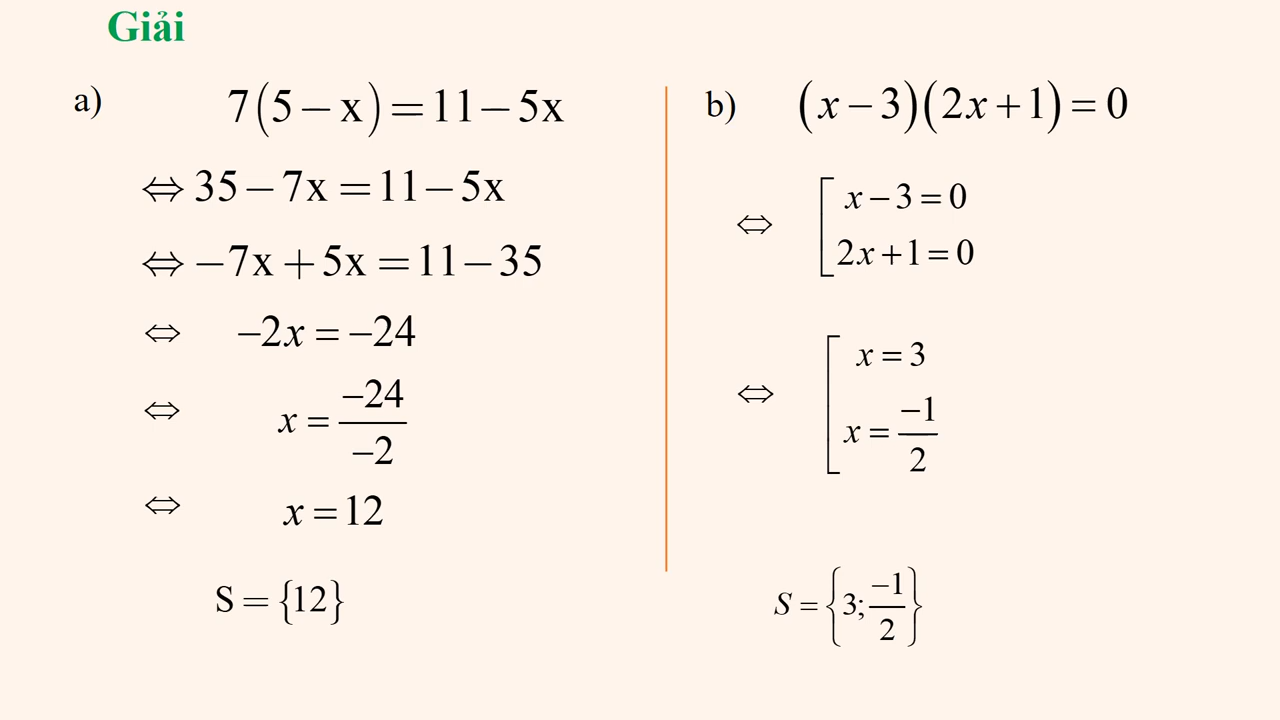 Giải
a) 7(5 − x) = 11 − 5x
⇔ 35 − 7x = 11 − 5x
⇔ −7x + 5x = 11 − 35
⇔ −2x = −24
⇔ x = −24/−2
⇔ x = 12
S = {12}
b) (x − 3)(2x + 1) = 0
⇔ [ x − 3 = 0
2x + 1 = 0
⇔ [ x = 3
x = −1/2
S = {3; −1/2}